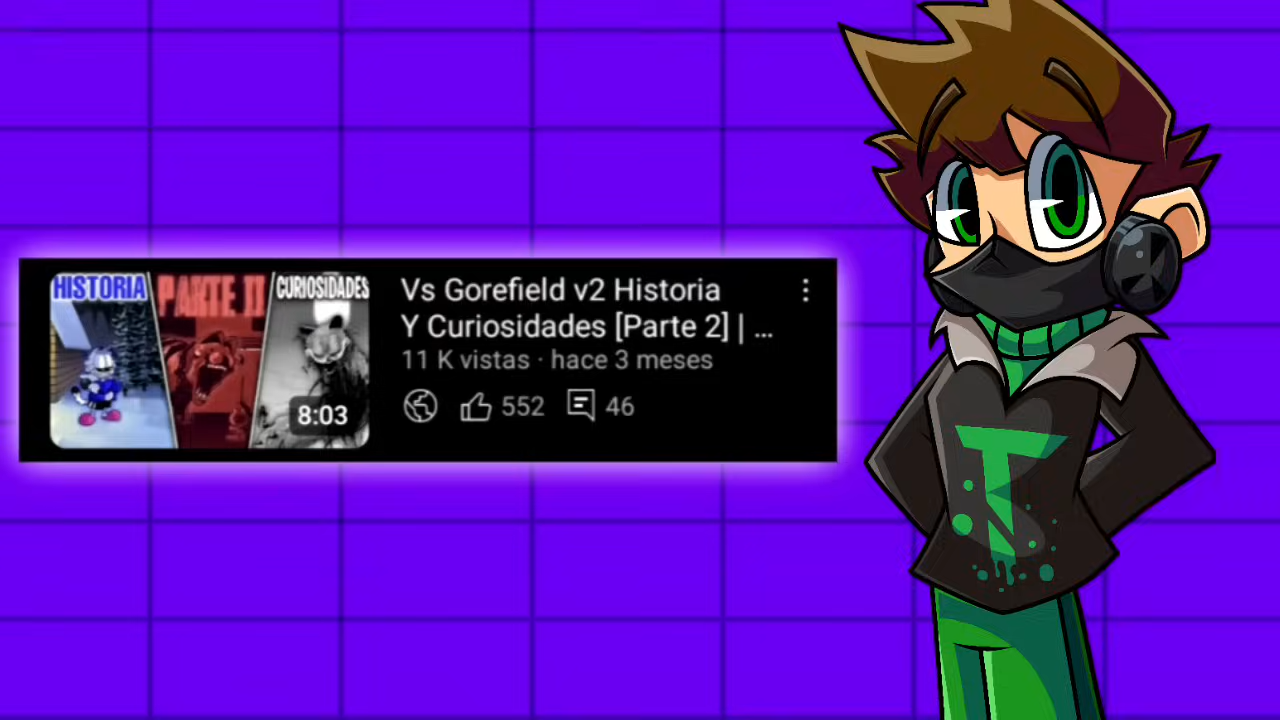 HISTORIA PARTE II CURIOSIDADES
8:03
Vs Gorefield v2 Historia
Y Curiosidades [Parte 2] | ...
11 K vistas · hace 3 meses
552 46
T